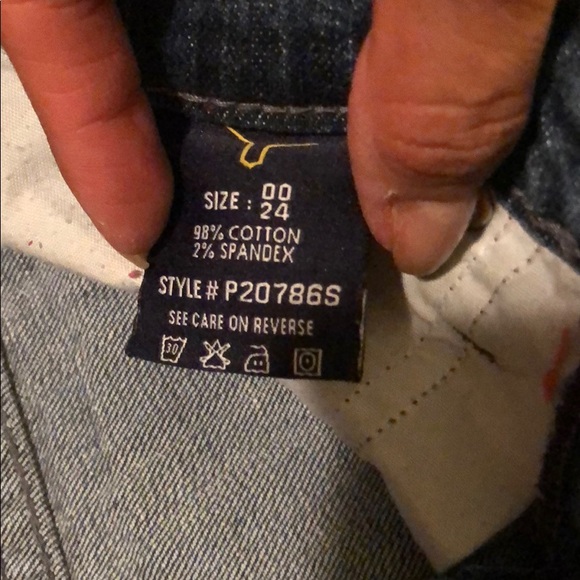 SIZE : 00
24
98% COTTON
2% SPANDEX
STYLE # P20786S
SEE CARE ON REVERSE
30